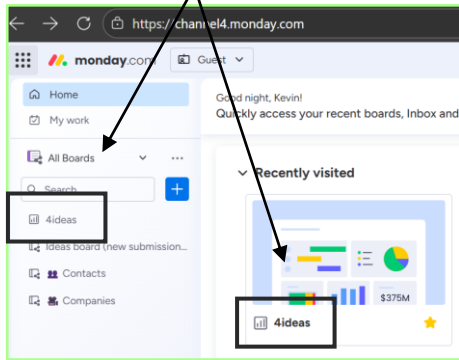 https://channel4.monday.com
monday.com Guest
Home
My work
All Boards
Search
4ideas
Ideas board (new submission...
Contacts
Companies
Good night, Kevin!
Quickly access your recent boards, Inbox and
Recently visited
$375M
4ideas